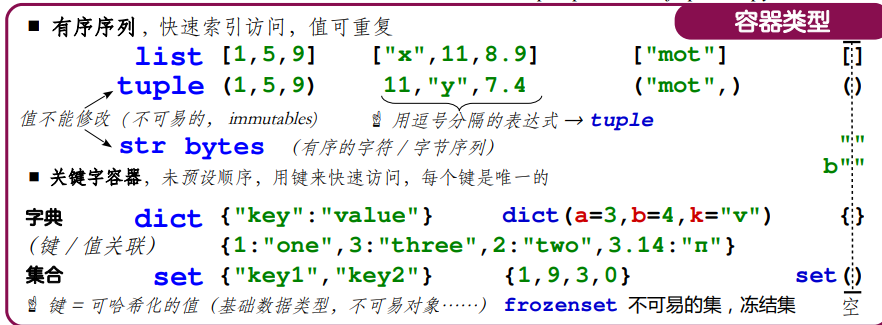 容器类型
■ 有序序列，快速索引访问，值可重复
list [1,5,9] ["x",11,8.9] ["mot"] []
tuple (1,5,9) 11,"y",7.4 ("mot",) ()
值不能修改（不可易的， immutables） ☝ 用逗号分隔的表达式 → tuple
str bytes （有序的字符／字节序列） ""
b""
■ 关键字容器，未预设顺序，用键来快速访问，每个键是唯一的
字典 dict {"key":"value"} dict(a=3,b=4,k="v") {}
（键／值关联） {1:"one",3:"three",2:"two",3.14:"π"}
集合 set {"key1","key2"} {1,9,3,0} set()
☝ 键 = 可哈希化的值（基础数据类型，不可易对象……） frozenset 不可易的集，冻结集 空